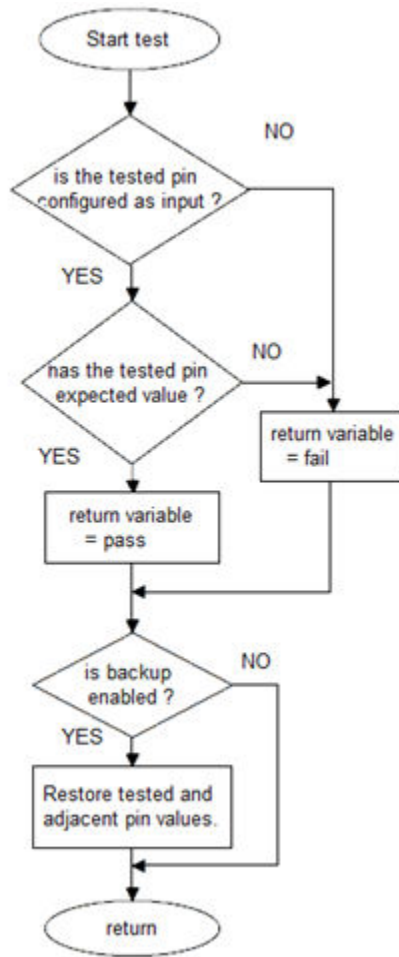 Start test
NO
is the tested pin
configured as input ?
YES
has the tested pin
expected value ?
NO
YES
return variable
= fail
return variable
= pass
is backup
enabled ?
NO
YES
Restore tested and
adjacent pin values.
return